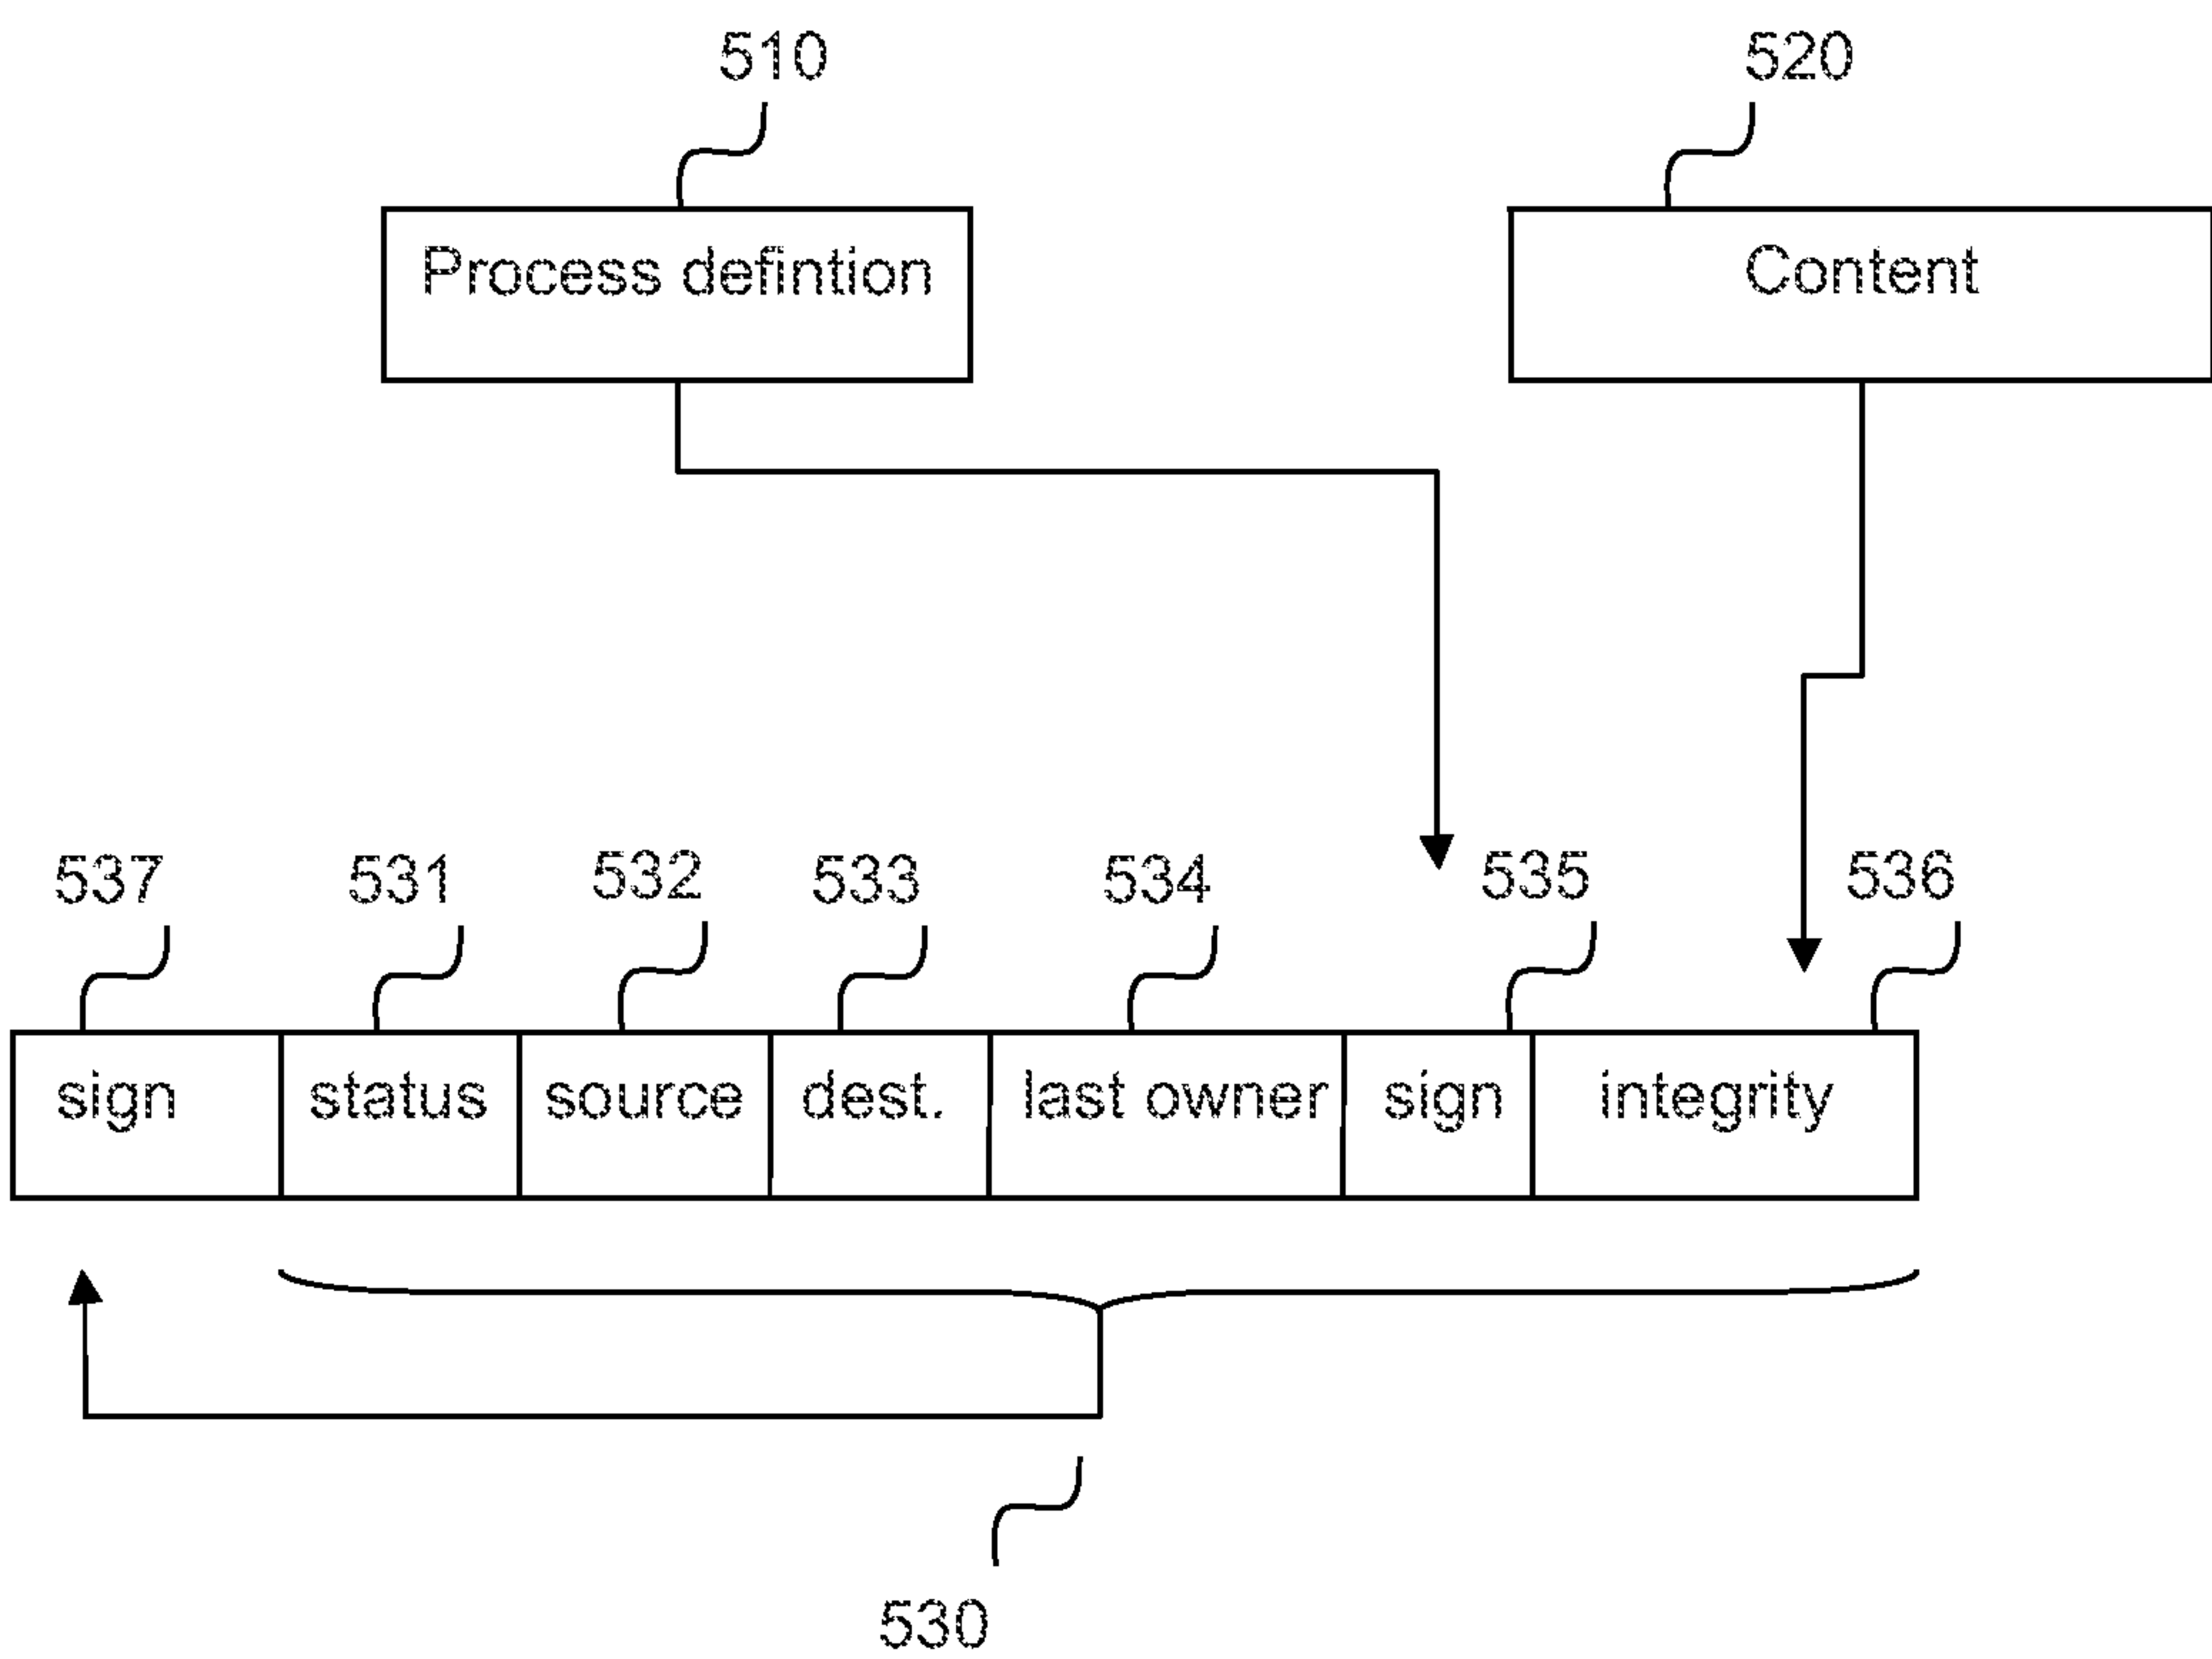 510
520
Process defintion
Content
537
531
532
533
534
535
536
sign
status
source
dest.
last owner
sign
integrity
530